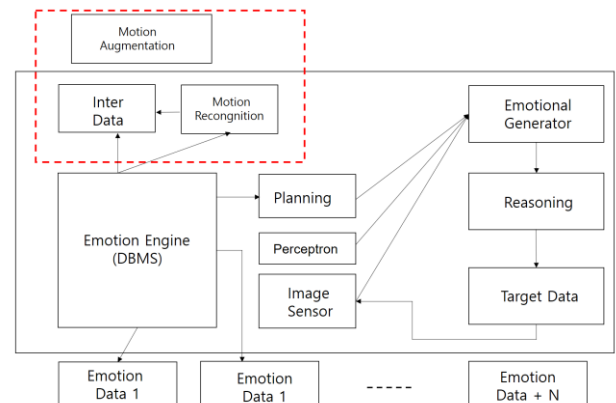 Motion
Augmentation
Inter
Data
Motion
Recongnition
Emotional
Generator
Emotion Engine
(DBMS)
Planning
Perceptron
Image
Sensor
Reasoning
Target Data
Emotion
Data 1
Emotion
Data 1
Emotion
Data + N